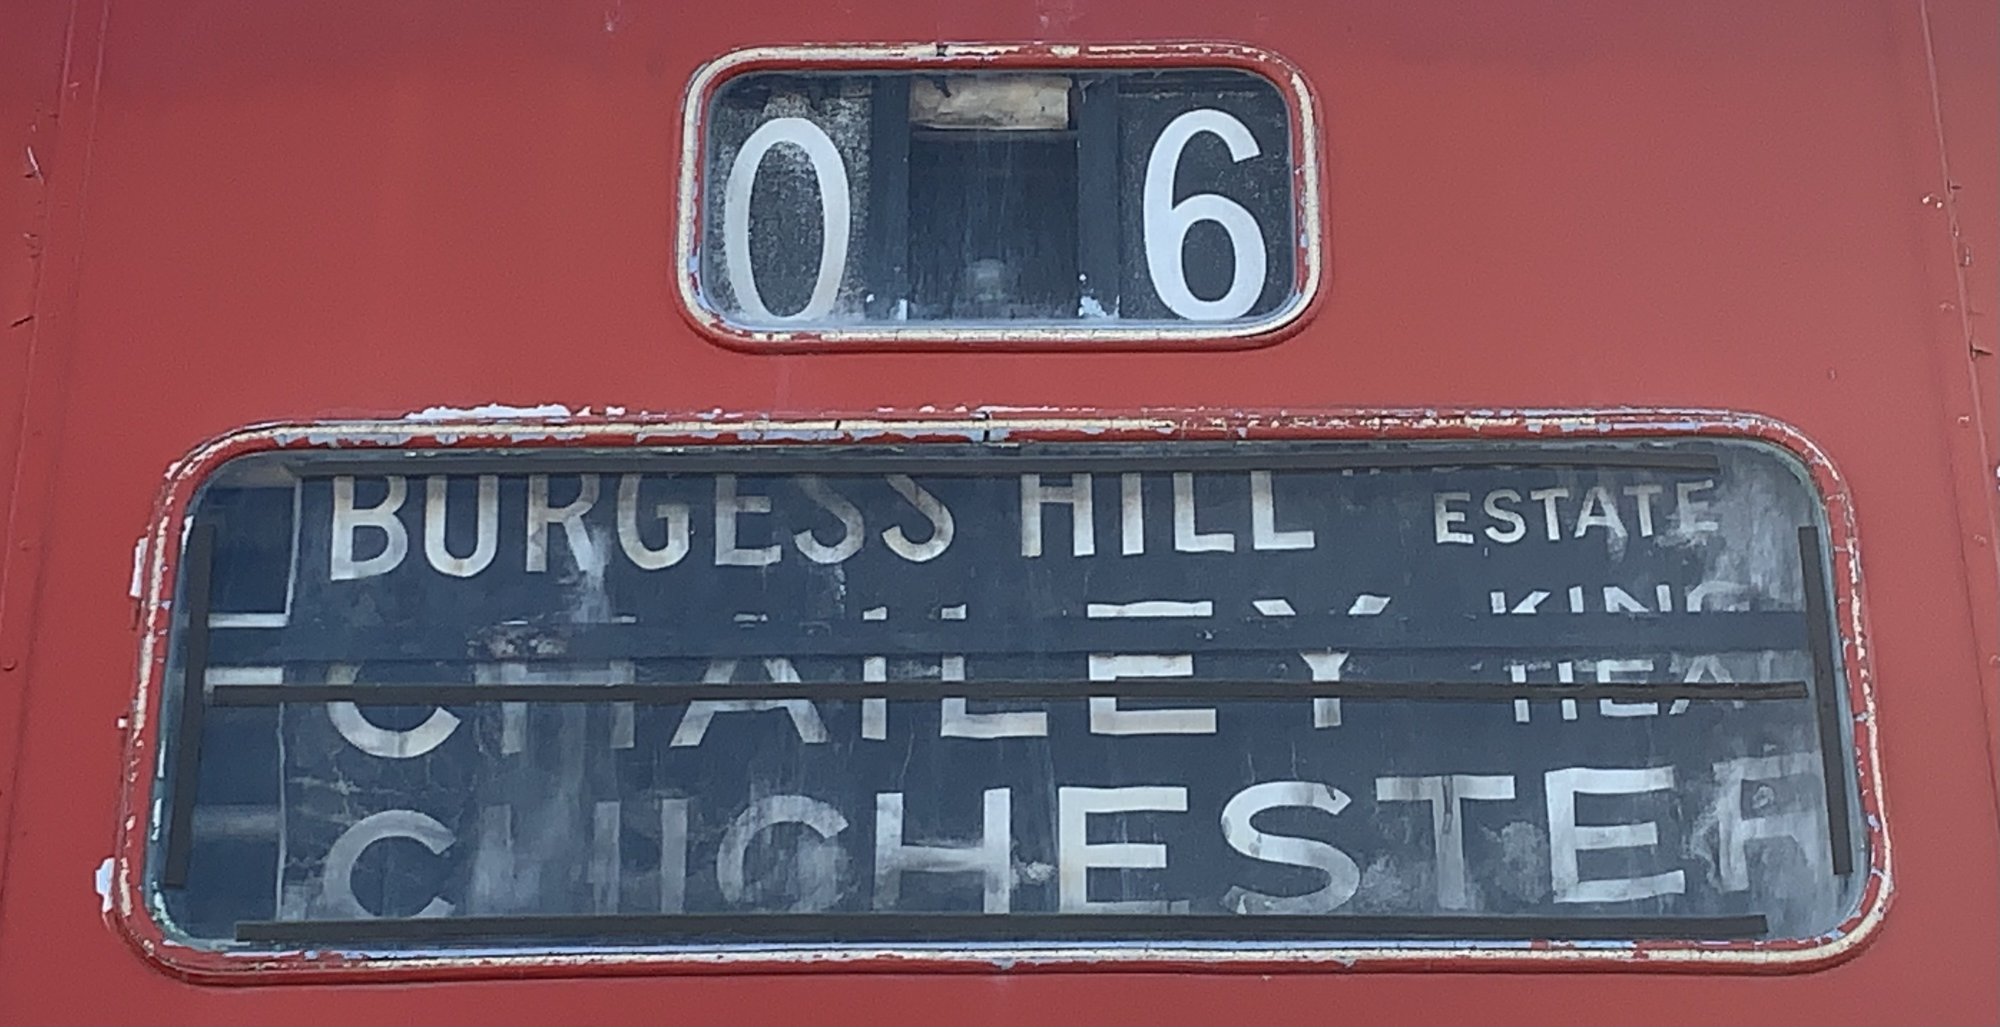 0 6
BURGESS HILL ESTATE
CHAILEY
CHICHESTER